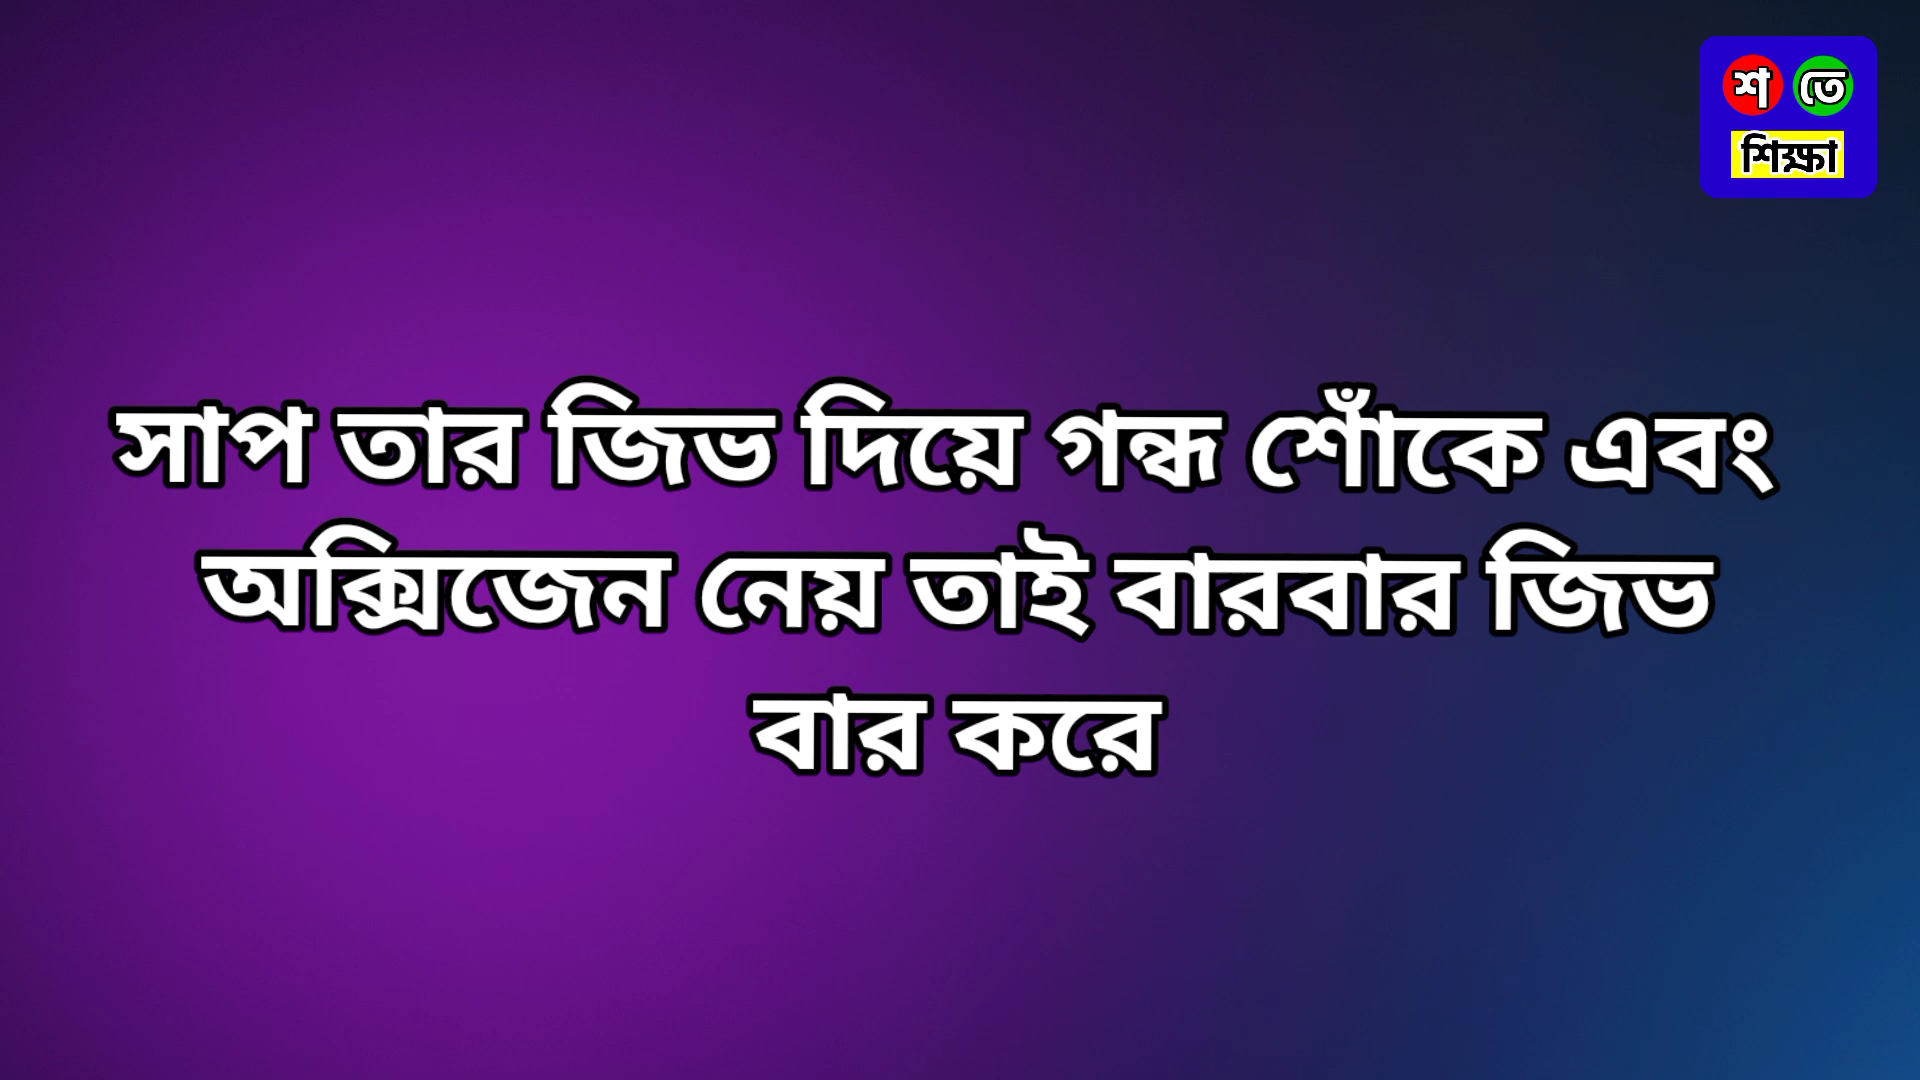 শ তে
শিক্ষা
সাপ তার জিভ দিয়ে গন্ধ শোঁকে এবং
অক্সিজেন নেয় তাই বারবার জিভ
বার করে